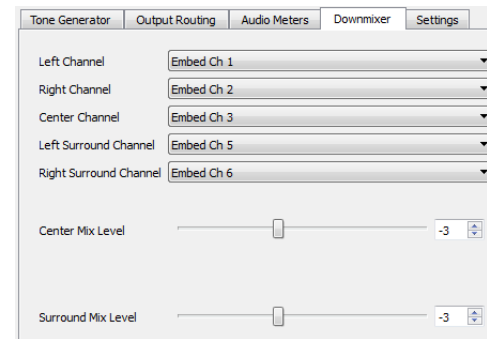 Tone Generator Output Routing Audio Meters Downmixer Settings
Left Channel Embed Ch 1
Right Channel Embed Ch 2
Center Channel Embed Ch 3
Left Surround Channel Embed Ch 5
Right Surround Channel Embed Ch 6
Center Mix Level -3
Surround Mix Level -3